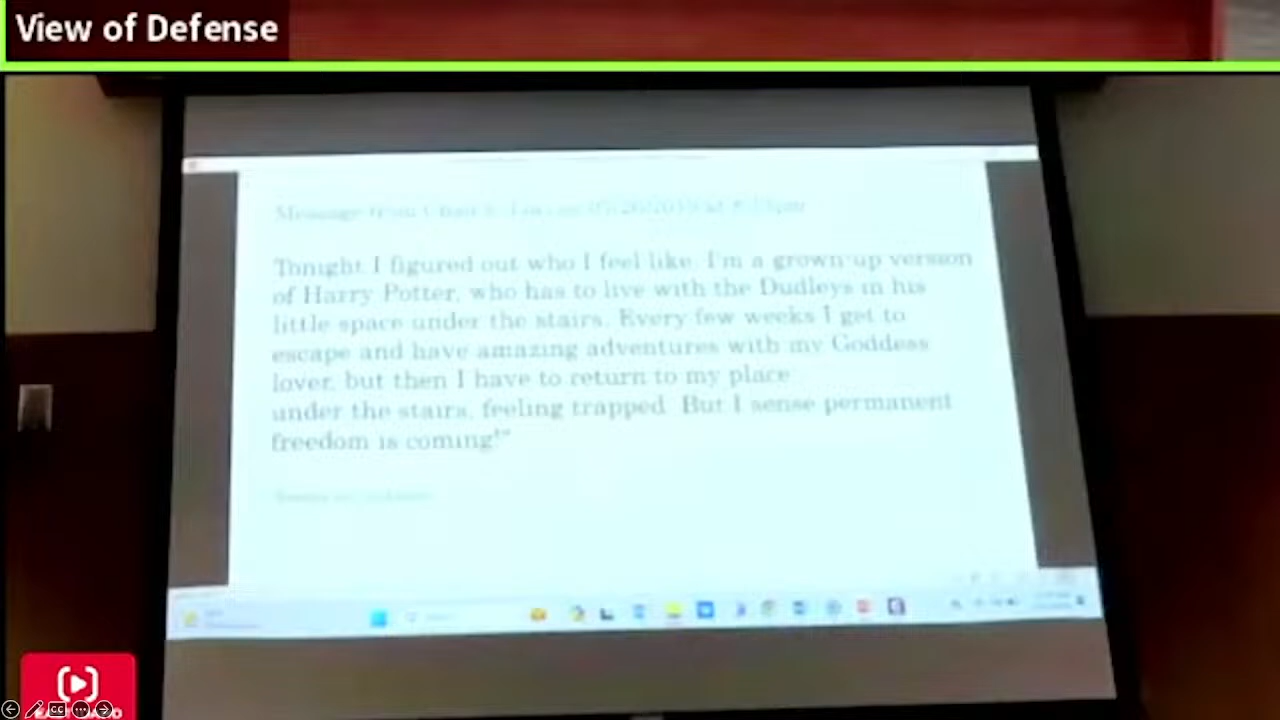 View of Defense
Message from
Tonight I figured out who I feel like. I'm a grown-up version
of Harry Potter, who has to live with the Dudleys in his
little space under the stairs. Every few weeks I get to
escape and have amazing adventures with my Goddess
lover, but then I have to return to my place
under the stairs, feeling trapped. But I sense permanent
freedom is coming!"